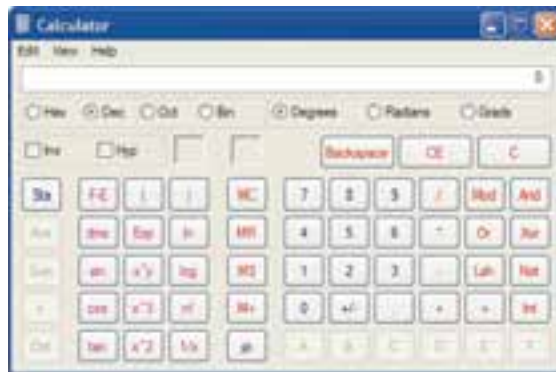 Calculator
Edit View Help
0
Hex Dec Oct Bin Degrees Radians Grads
Inv Hyp Backspace CE C
Sta F-E ( ) MC 7 8 9 / Mod And
Ave dms Exp ln MR 4 5 6 * Or Xor
Sum sin x^y log MS 1 2 3 - Lsh Not
s cos x^3 n! M+ 0 +/- . + = Int
Dat tan x^2 1/x pi A B C D E F